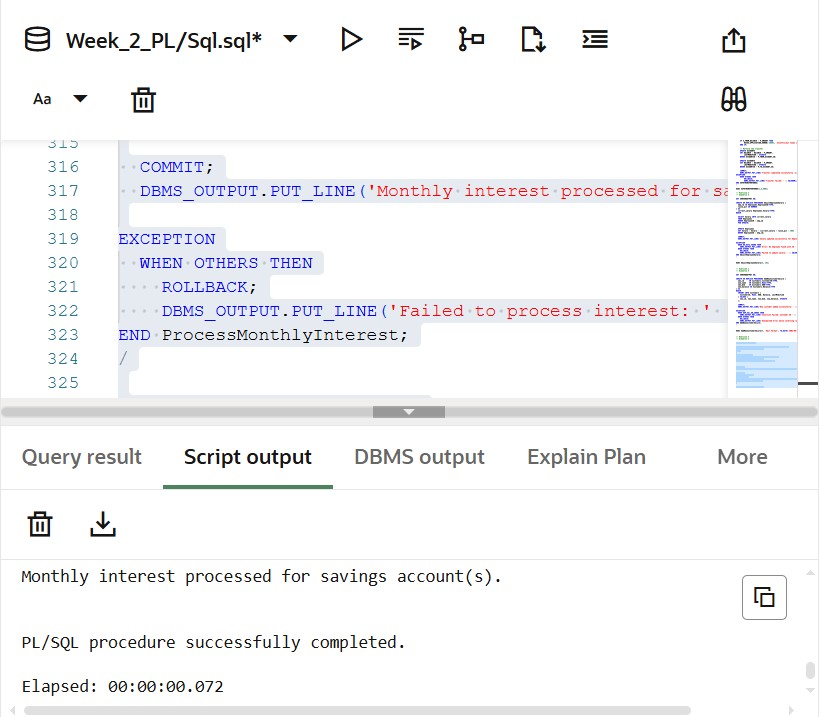 Week_2_PL/Sql.sql*
Aa
315
316 COMMIT;
317 DBMS_OUTPUT.PUT_LINE('Monthly interest processed for sa
318
319 EXCEPTION
320 WHEN OTHERS THEN
321 ROLLBACK;
322 DBMS_OUTPUT.PUT_LINE('Failed to process interest: '
323 END ProcessMonthlyInterest;
324 /
325
Query result Script output DBMS output Explain Plan More
Monthly interest processed for savings account(s).
PL/SQL procedure successfully completed.
Elapsed: 00:00:00.072